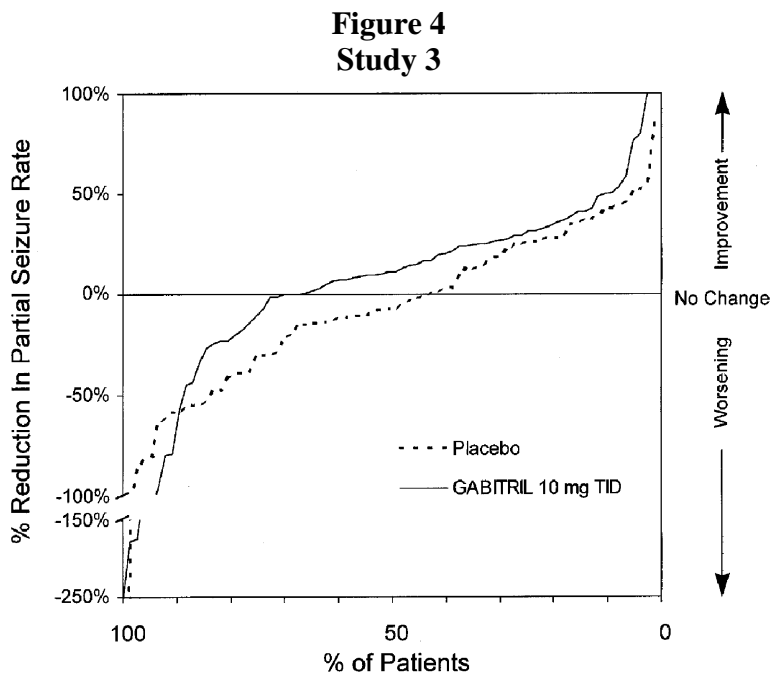 Figure 4
Study 3
% Reduction In Partial Seizure Rate
100%
50%
0%
-50%
-100%
-150%
-250%
Placebo
GABITRIL 10 mg TID
100
50
0
% of Patients
Improvement
No Change
Worsening